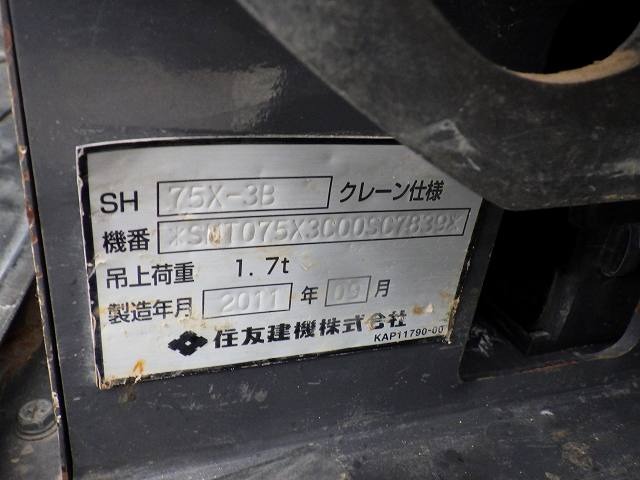 SH 75X-3B クレーン仕様
機番 *SMT075X3C00SC7839*
吊上荷重 1.7t
製造年月 2011 年 09 月
住友建機株式会社
KAP11790-00